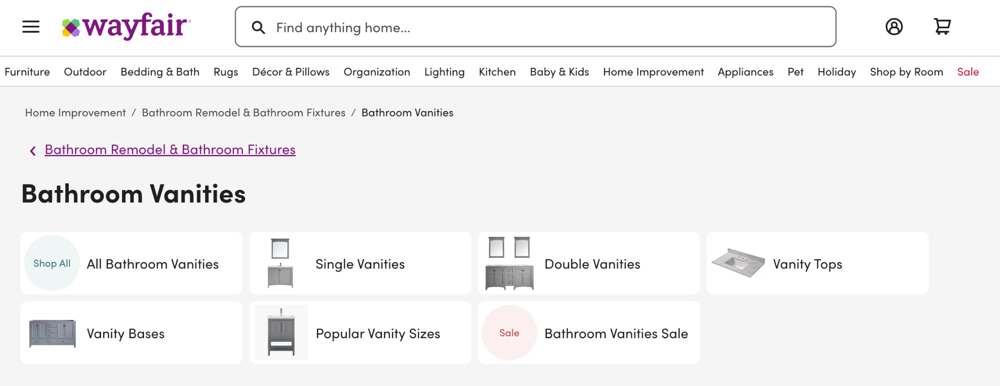 wayfair
Find anything home...
Furniture Outdoor Bedding & Bath Rugs Décor & Pillows Organization Lighting Kitchen Baby & Kids Home Improvement Appliances Pet Holiday Shop by Room Sale
Home Improvement / Bathroom Remodel & Bathroom Fixtures / Bathroom Vanities
Bathroom Remodel & Bathroom Fixtures
Bathroom Vanities
Shop All All Bathroom Vanities Single Vanities Double Vanities Vanity Tops
Vanity Bases Popular Vanity Sizes Sale Bathroom Vanities Sale